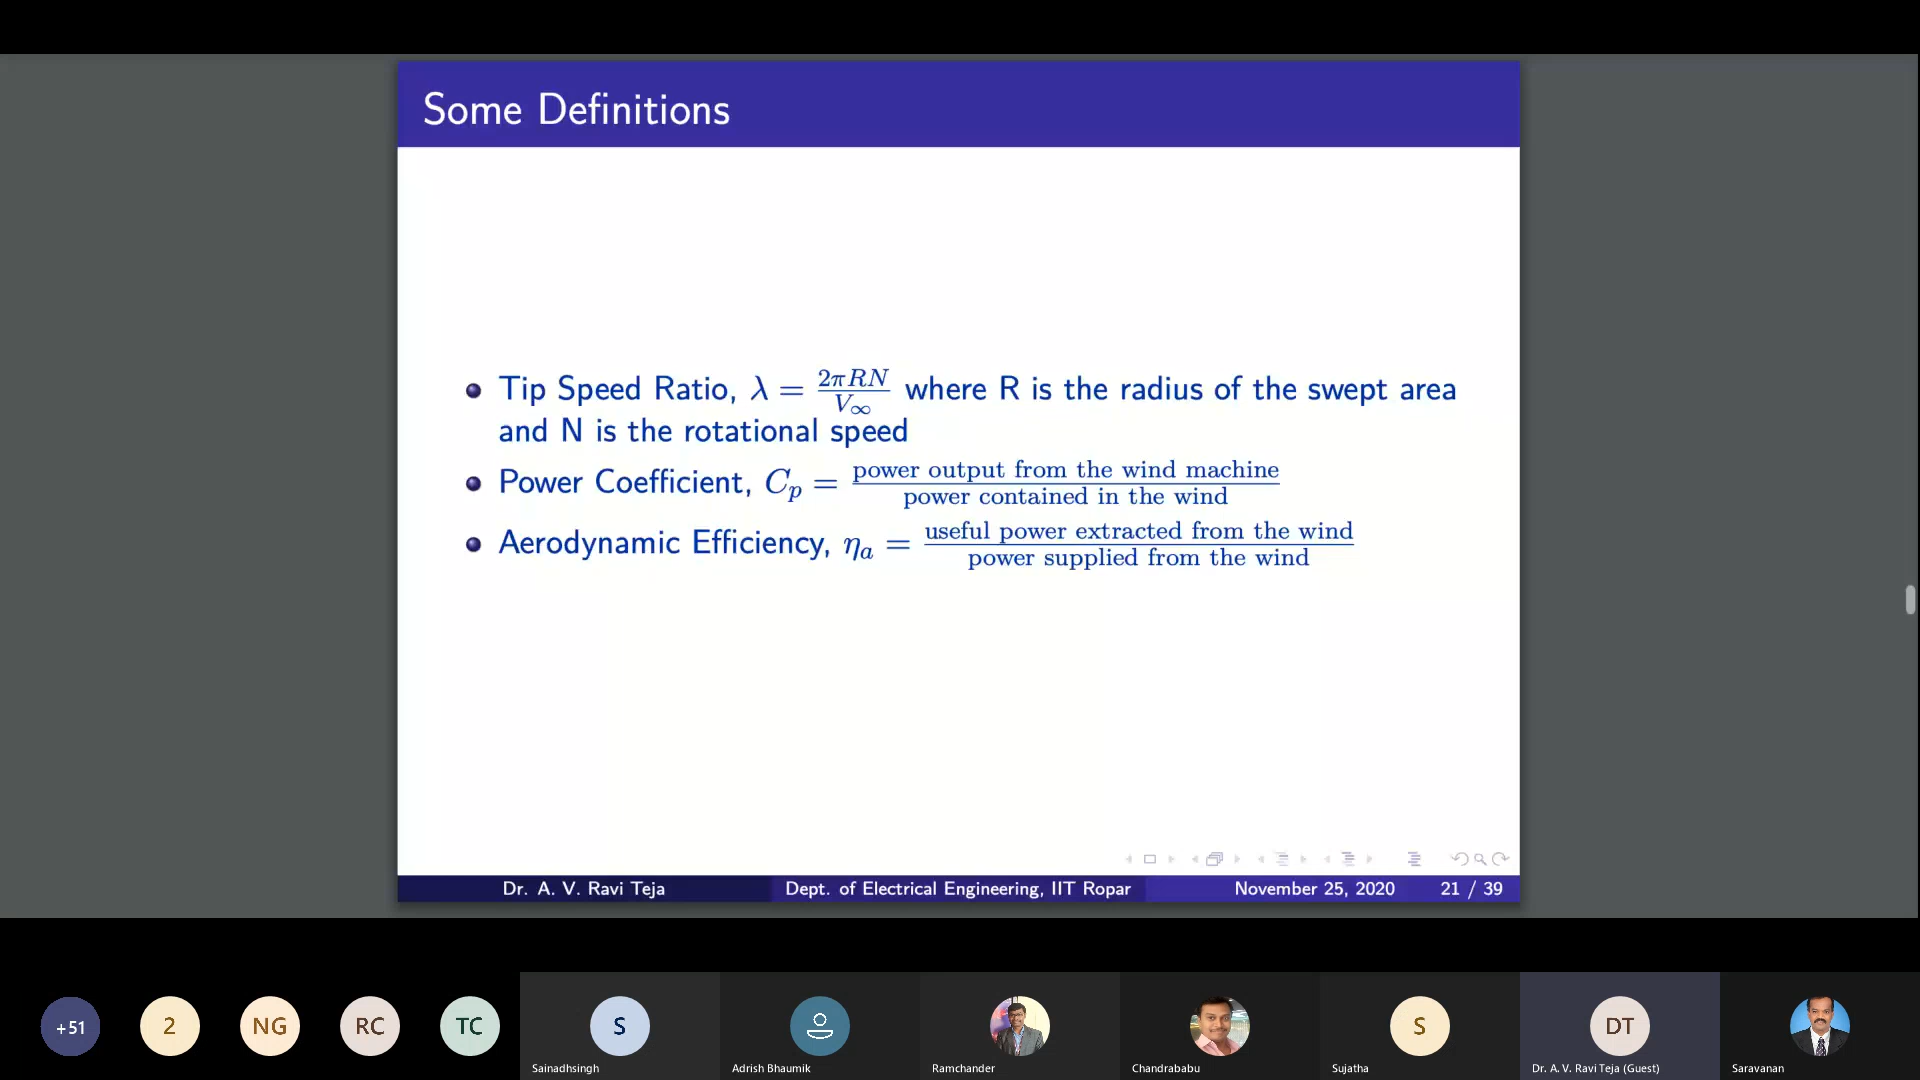 Some Definitions
Tip Speed Ratio, λ = 2πRN / V∞ where R is the radius of the swept area
and N is the rotational speed
Power Coefficient, Cp = power output from the wind machine / power contained in the wind
Aerodynamic Efficiency, ηa = useful power extracted from the wind / power supplied from the wind
Dr. A. V. Ravi Teja Dept. of Electrical Engineering, IIT Ropar November 25, 2020 21 / 39
+51 2 NG RC TC S S DT
Sainadhsingh Adrish Bhaumik Ramchander Chandrababu Sujatha Dr. A. V. Ravi Teja (Guest) Saravanan